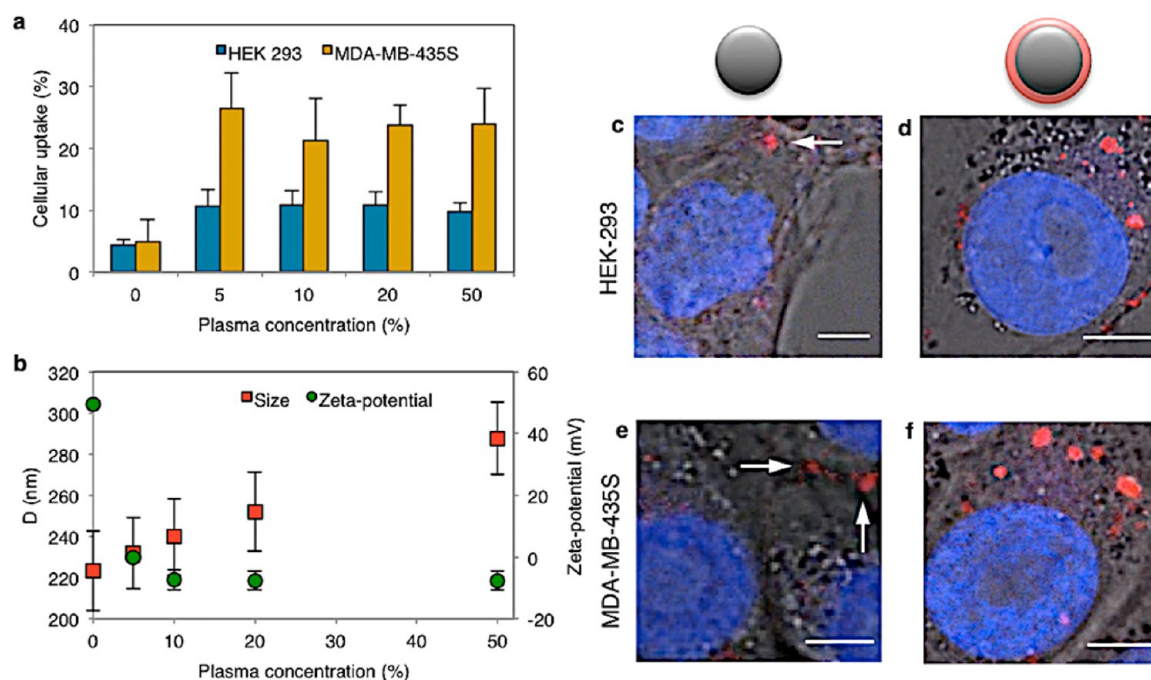 a
40
30
20
10
0
Cellular uptake (%)
HEK 293 MDA-MB-435S
0 5 10 20 50
Plasma concentration (%)
b
320
300
280
260
240
220
200
D (nm)
Size Zeta-potential
60
40
20
0
-20
Zeta-potential (mV)
0 10 20 30 40 50
Plasma concentration (%)
c
d
HEK-293
e
f
MDA-MB-435S